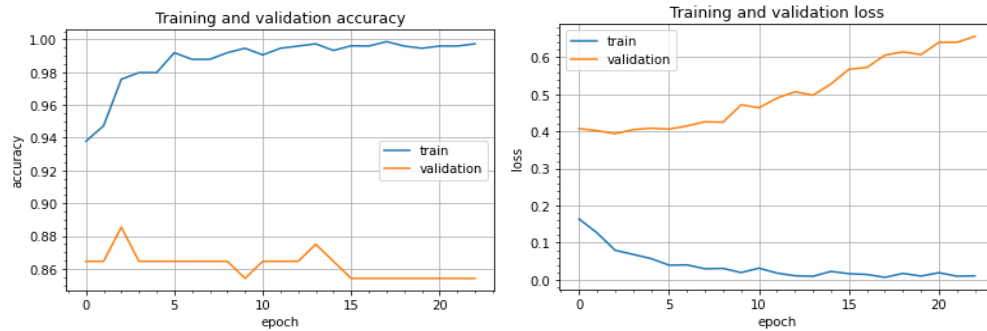 Training and validation accuracy
1.00
0.98
0.96
0.94
0.92
0.90
0.88
0.86
accuracy
train
validation
0
5
10
15
20
epoch
Training and validation loss
train
validation
0.6
0.5
0.4
0.3
0.2
0.1
0.0
loss
0
5
10
15
20
epoch